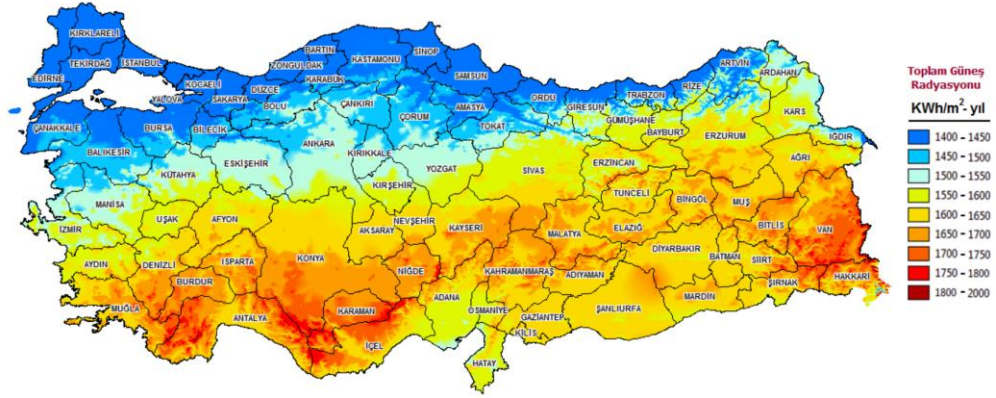 KIRKLARELİ
TEKİRDAĞ
İSTANBUL
EDİRNE
KOCAELİ
YALOVA
SAKARYA
DÜZCE
ZONGULDAK
BARTIN
KARABÜK
KASTAMONU
SİNOP
SAMSUN
ORDU
GİRESUN
TRABZON
RİZE
ARTVİN
ARDAHAN
KARS
IĞDIR
ÇANAKKALE
BALIKESİR
BURSA
BİLECİK
BOLU
ÇANKIRI
ÇORUM
AMASYA
TOKAT
GÜMÜŞHANE
BAYBURT
ERZURUM
AĞRI
KÜTAHYA
ESKİŞEHİR
ANKARA
KIRIKKALE
YOZGAT
SİVAS
ERZİNCAN
TUNCELİ
BİNGÖL
MUŞ
MANİSA
İZMİR
UŞAK
AFYON
KIRŞEHİR
NEVŞEHİR
AKSARAY
KAYSERİ
MALATYA
ELAZIĞ
DİYARBAKIR
BATMAN
BİTLİS
SİİRT
VAN
HAKKARİ
ŞIRNAK
AYDIN
DENİZLİ
BURDUR
ISPARTA
KONYA
NİĞDE
KARAMAN
KAHRAMANMARAŞ
ADIYAMAN
ŞANLIURFA
MARDİN
MUĞLA
ANTALYA
İÇEL
ADANA
OSMANİYE
GAZİANTEP
KİLİS
HATAY
Toplam Güneş
Radyasyonu
KWh/m²- yıl
1400 - 1450
1450 - 1500
1500 - 1550
1550 - 1600
1600 - 1650
1650 - 1700
1700 - 1750
1750 - 1800
1800 - 2000